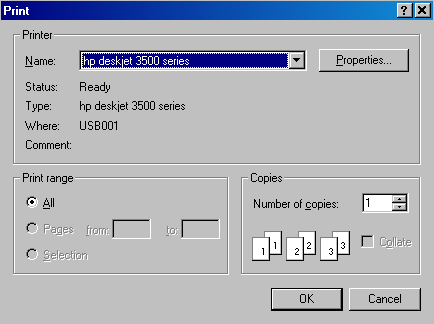 Print
Printer
Name: hp deskjet 3500 series Properties...
Status: Ready
Type: hp deskjet 3500 series
Where: USB001
Comment:
Print range
All
Pages from: to:
Selection
Copies
Number of copies: 1
1 1 2 2 3 3 Collate
OK Cancel